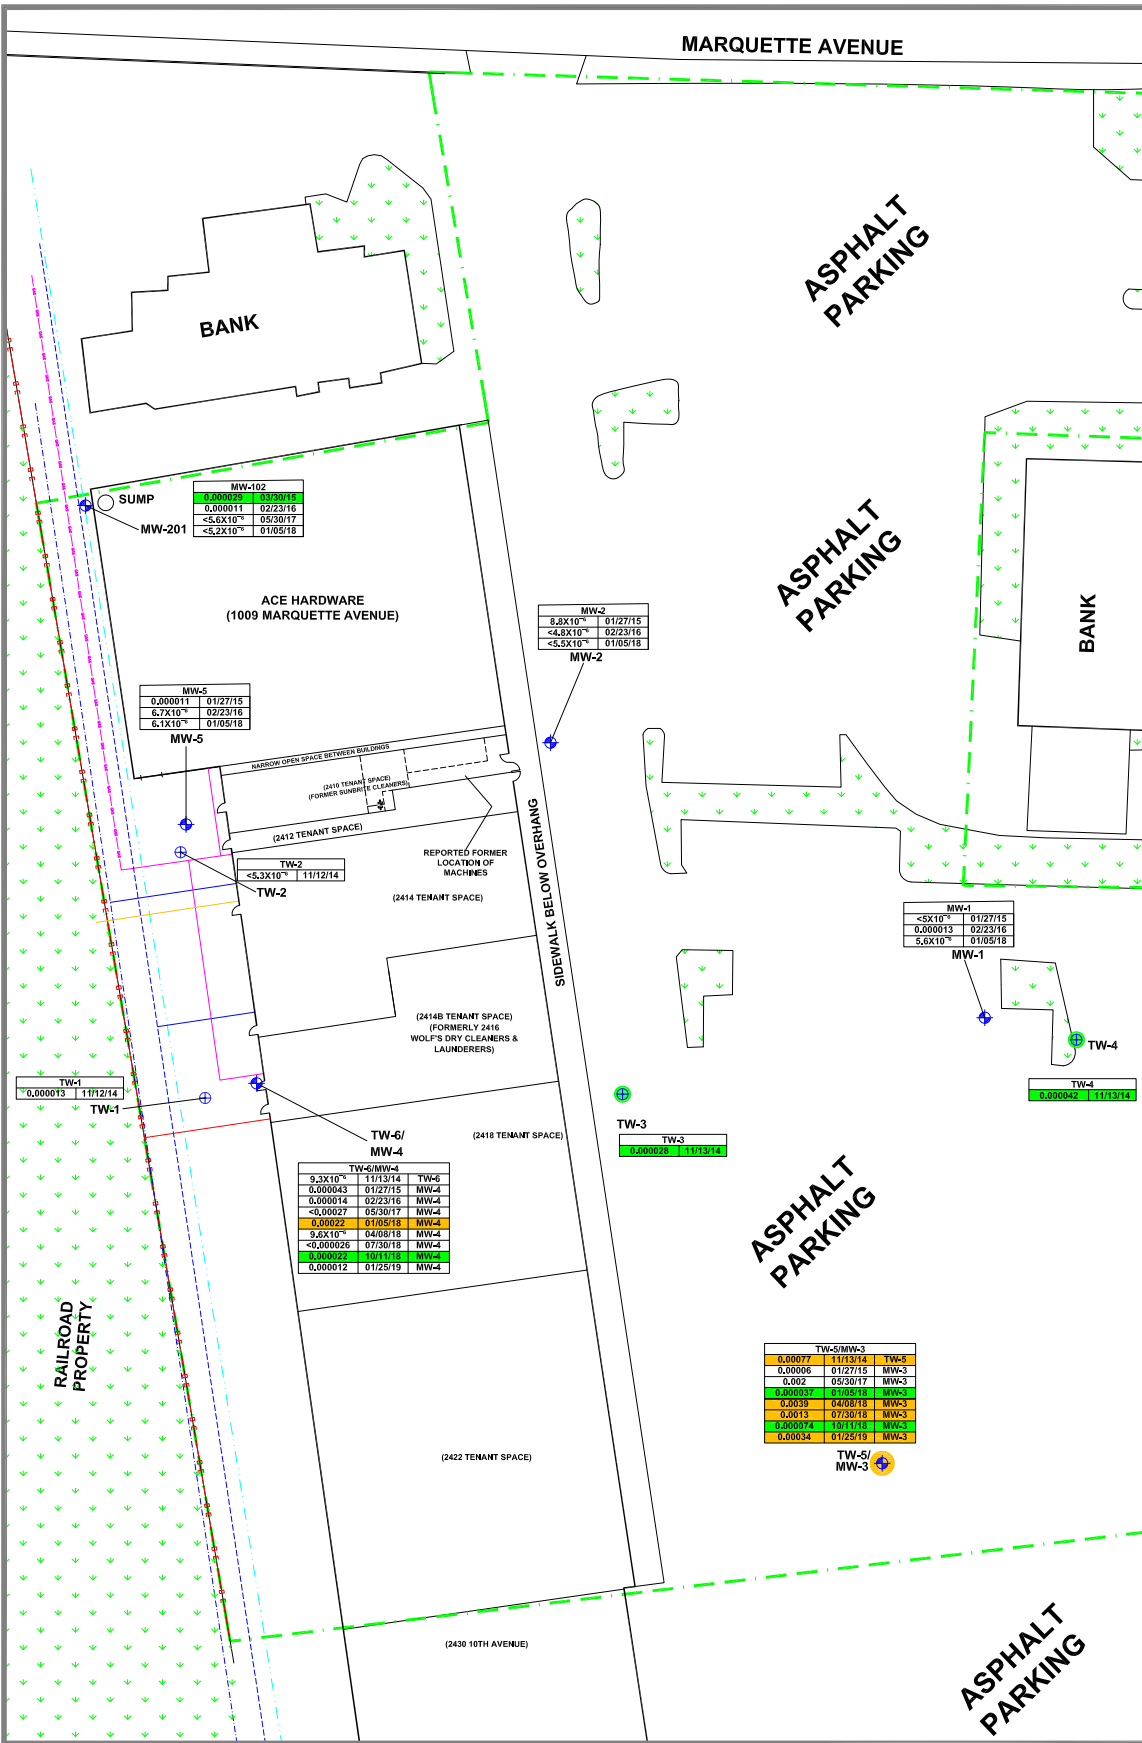 MARQUETTE AVENUE
ASPHALT
PARKING
BANK
SUMP
MW-201
MW-102
0.000029 03/30/15
0.000011 02/23/16
<5.6X10⁻⁶ 05/30/17
<5.2X10⁻⁶ 01/05/18
ACE HARDWARE
(1009 MARQUETTE AVENUE)
ASPHALT
PARKING
BANK
MW-2
8.8X10⁻⁶ 01/27/15
<4.8X10⁻⁶ 02/23/16
<5.5X10⁻⁶ 01/05/18
MW-2
MW-5
0.000011 01/27/15
6.7X10⁻⁶ 02/23/16
6.1X10⁻⁶ 01/05/18
MW-5
NARROW OPEN SPACE BETWEEN BUILDINGS
(2410 TENANT SPACE)
(FORMER SUNBRITE CLEANERS)
(2412 TENANT SPACE)
REPORTED FORMER
LOCATION OF
MACHINES
SIDEWALK BELOW OVERHANG
TW-2
<5.3X10⁻⁶ 11/12/14
TW-2
(2414 TENANT SPACE)
MW-1
<5X10⁻⁶ 01/27/15
0.000013 02/23/16
5.6X10⁻⁶ 01/05/18
MW-1
(2414B TENANT SPACE)
(FORMERLY 2416
WOLF'S DRY CLEANERS &
LAUNDERERS)
TW-4
TW-4
0.000042 11/13/14
TW-1
0.000013 11/12/14
TW-1
TW-3
TW-3
0.000028 11/13/14
TW-6/
MW-4
(2418 TENANT SPACE)
TW-6/MW-4
9.3X10⁻⁶ 11/13/14 TW-6
0.000043 01/27/15 MW-4
0.000014 02/23/16 MW-4
<0.00027 05/30/17 MW-4
0.00022 01/05/18 MW-4
9.6X10⁻⁶ 04/08/18 MW-4
<0.000026 07/30/18 MW-4
0.000022 10/11/18 MW-4
0.000012 01/25/19 MW-4
ASPHALT
PARKING
RAILROAD
PROPERTY
TW-5/MW-3
0.00077 11/13/14 TW-5
0.00006 01/27/15 MW-3
0.002 05/30/17 MW-3
0.000037 01/05/18 MW-3
0.0039 04/08/18 MW-3
0.0013 07/30/18 MW-3
0.000074 10/11/18 MW-3
0.00034 01/25/19 MW-3
TW-5/
MW-3
(2422 TENANT SPACE)
(2430 10TH AVENUE)
ASPHALT
PARKING